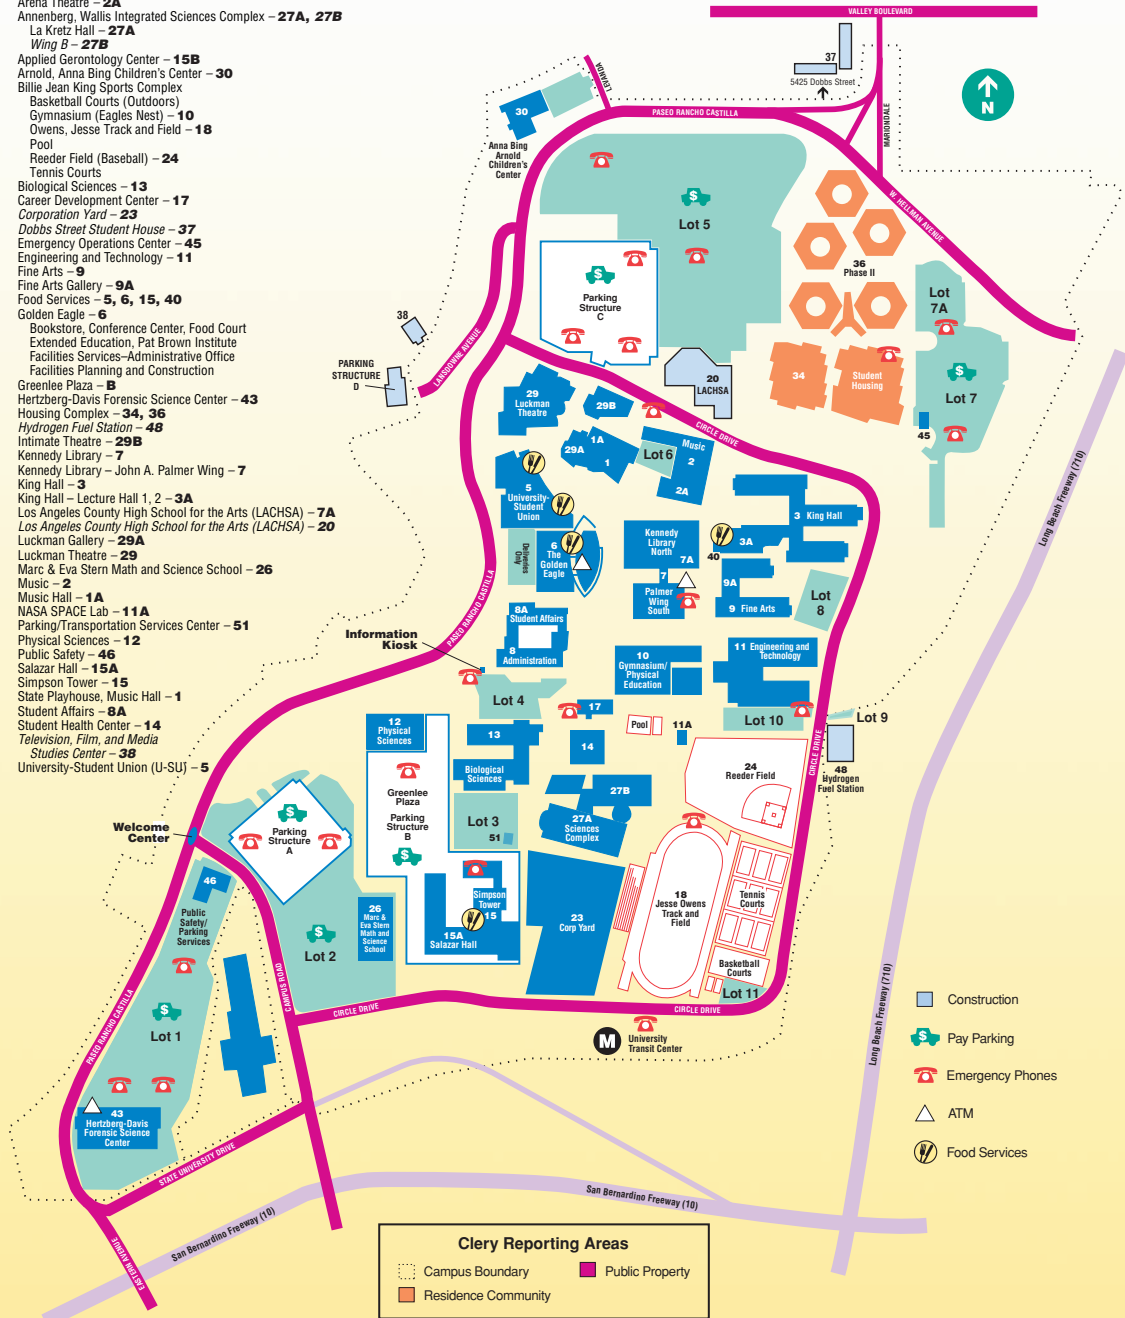 Arena Theatre – 2A
Annenberg, Wallis Integrated Sciences Complex – 27A, 27B
La Kretz Hall – 27A
Wing B – 27B
Applied Gerontology Center – 15B
Arnold, Anna Bing Children's Center – 30
Billie Jean King Sports Complex
Basketball Courts (Outdoors)
Gymnasium (Eagles Nest) – 10
Owens, Jesse Track and Field – 18
Pool
Reeder Field (Baseball) – 24
Tennis Courts
Biological Sciences – 13
Career Development Center – 17
Corporation Yard – 23
Dobbs Street Student House – 37
Emergency Operations Center – 45
Engineering and Technology – 11
Fine Arts – 9
Fine Arts Gallery – 9A
Food Services – 5, 6, 15, 40
Golden Eagle – 6
Bookstore, Conference Center, Food Court
Extended Education, Pat Brown Institute
Facilities Services–Administrative Office
Facilities Planning and Construction
Greenlee Plaza – B
Hertzberg-Davis Forensic Science Center – 43
Housing Complex – 34, 36
Hydrogen Fuel Station – 48
Intimate Theatre – 29B
Kennedy Library – 7
Kennedy Library – John A. Palmer Wing – 7
King Hall – 3
King Hall – Lecture Hall 1, 2 – 3A
Los Angeles County High School for the Arts (LACHSA) – 7A
Los Angeles County High School for the Arts (LACHSA) – 20
Luckman Gallery – 29A
Luckman Theatre – 29
Marc & Eva Stern Math and Science School – 26
Music – 2
Music Hall – 1A
NASA SPACE Lab – 11A
Parking/Transportation Services Center – 51
Physical Sciences – 12
Public Safety – 46
Salazar Hall – 15A
Simpson Tower – 15
State Playhouse, Music Hall – 1
Student Affairs – 8A
Student Health Center – 14
Television, Film, and Media
Studies Center – 38
University-Student Union (U-SU) – 5
VALLEY BOULEVARD
37
5425 Dobbs Street
N
LEVANDA
MARIONDALE
PASEO RANCHO CASTILLA
W. HELLMAN AVENUE
30
Anna Bing
Arnold
Children's
Center
$
Lot 5
36
Phase II
$
Parking
Structure
C
Lot
7A
38
PARKING
STRUCTURE
D
LANSDOWNE AVENUE
20
LACHSA
34
Student
Housing
$
Lot 7
45
Long Beach Freeway (710)
29
Luckman
Theatre
29B
CIRCLE DRIVE
29A
1A
1
Lot 6
Music
2
2A
5
University-
Student
Union
3 King Hall
3A
40
Deliveries
Only
6
The
Golden
Eagle
Kennedy
Library
North
7A
7
Palmer
Wing
South
9A
9 Fine Arts
Lot
8
PASEO RANCHO CASTILLA
8A
Student Affairs
8
Administration
Information
Kiosk
10
Gymnasium/
Physical
Education
11 Engineering and
Technology
Lot 4
17
Lot 10
Lot 9
12
Physical
Sciences
13
14
Pool
11A
CIRCLE DRIVE
48
Hydrogen
Fuel Station
Biological
Sciences
24
Reeder Field
Greenlee
Plaza
Parking
Structure
B
$
27B
27A
Sciences
Complex
Lot 3
51
$
Parking
Structure
A
Welcome
Center
46
Public
Safety/
Parking
Services
Simpson
Tower
15
15A
Salazar Hall
26
Marc &
Eva Stern
Math and
Science
School
23
Corp Yard
18
Jesse Owens
Track and
Field
Tennis
Courts
Basketball
Courts
$
Lot 2
Lot 11
CAMPUS ROAD
CIRCLE DRIVE
CIRCLE DRIVE
PASEO RANCHO CASTILLA
$
Lot 1
M
University
Transit Center
Long Beach Freeway (710)
Construction
$
Pay Parking
Emergency Phones
ATM
Food Services
43
Hertzberg-Davis
Forensic Science
Center
STATE UNIVERSITY DRIVE
San Bernardino Freeway (10)
San Bernardino Freeway (10)
EASTERN AVENUE
Clery Reporting Areas
Campus Boundary
Public Property
Residence Community